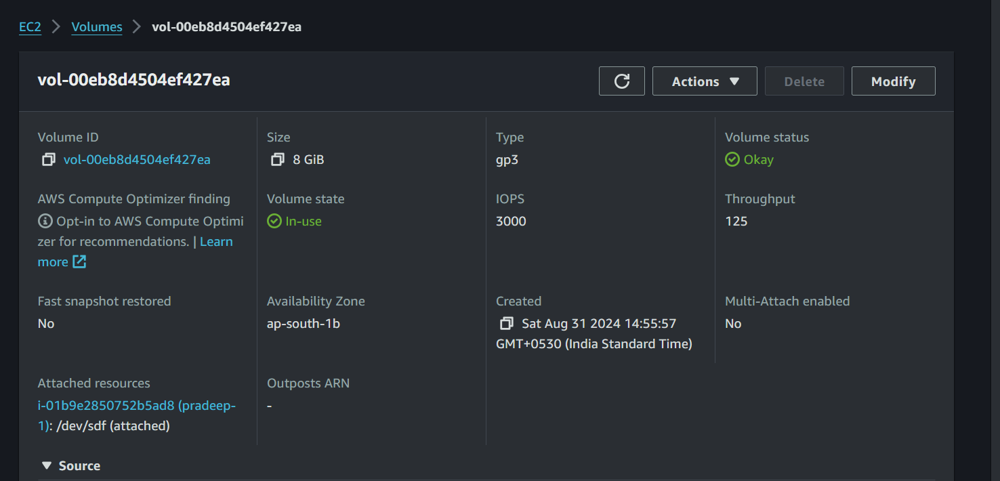 EC2 > Volumes > vol-00eb8d4504ef427ea
vol-00eb8d4504ef427ea
Actions
Delete
Modify
Volume ID
vol-00eb8d4504ef427ea
Size
8 GiB
Type
gp3
Volume status
Okay
AWS Compute Optimizer finding
Opt-in to AWS Compute Optimi
zer for recommendations. | Learn
more
Volume state
In-use
IOPS
3000
Throughput
125
Fast snapshot restored
No
Availability Zone
ap-south-1b
Created
Sat Aug 31 2024 14:55:57
GMT+0530 (India Standard Time)
Multi-Attach enabled
No
Attached resources
i-01b9e2850752b5ad8 (pradeep-
1): /dev/sdf (attached)
Outposts ARN
-
Source